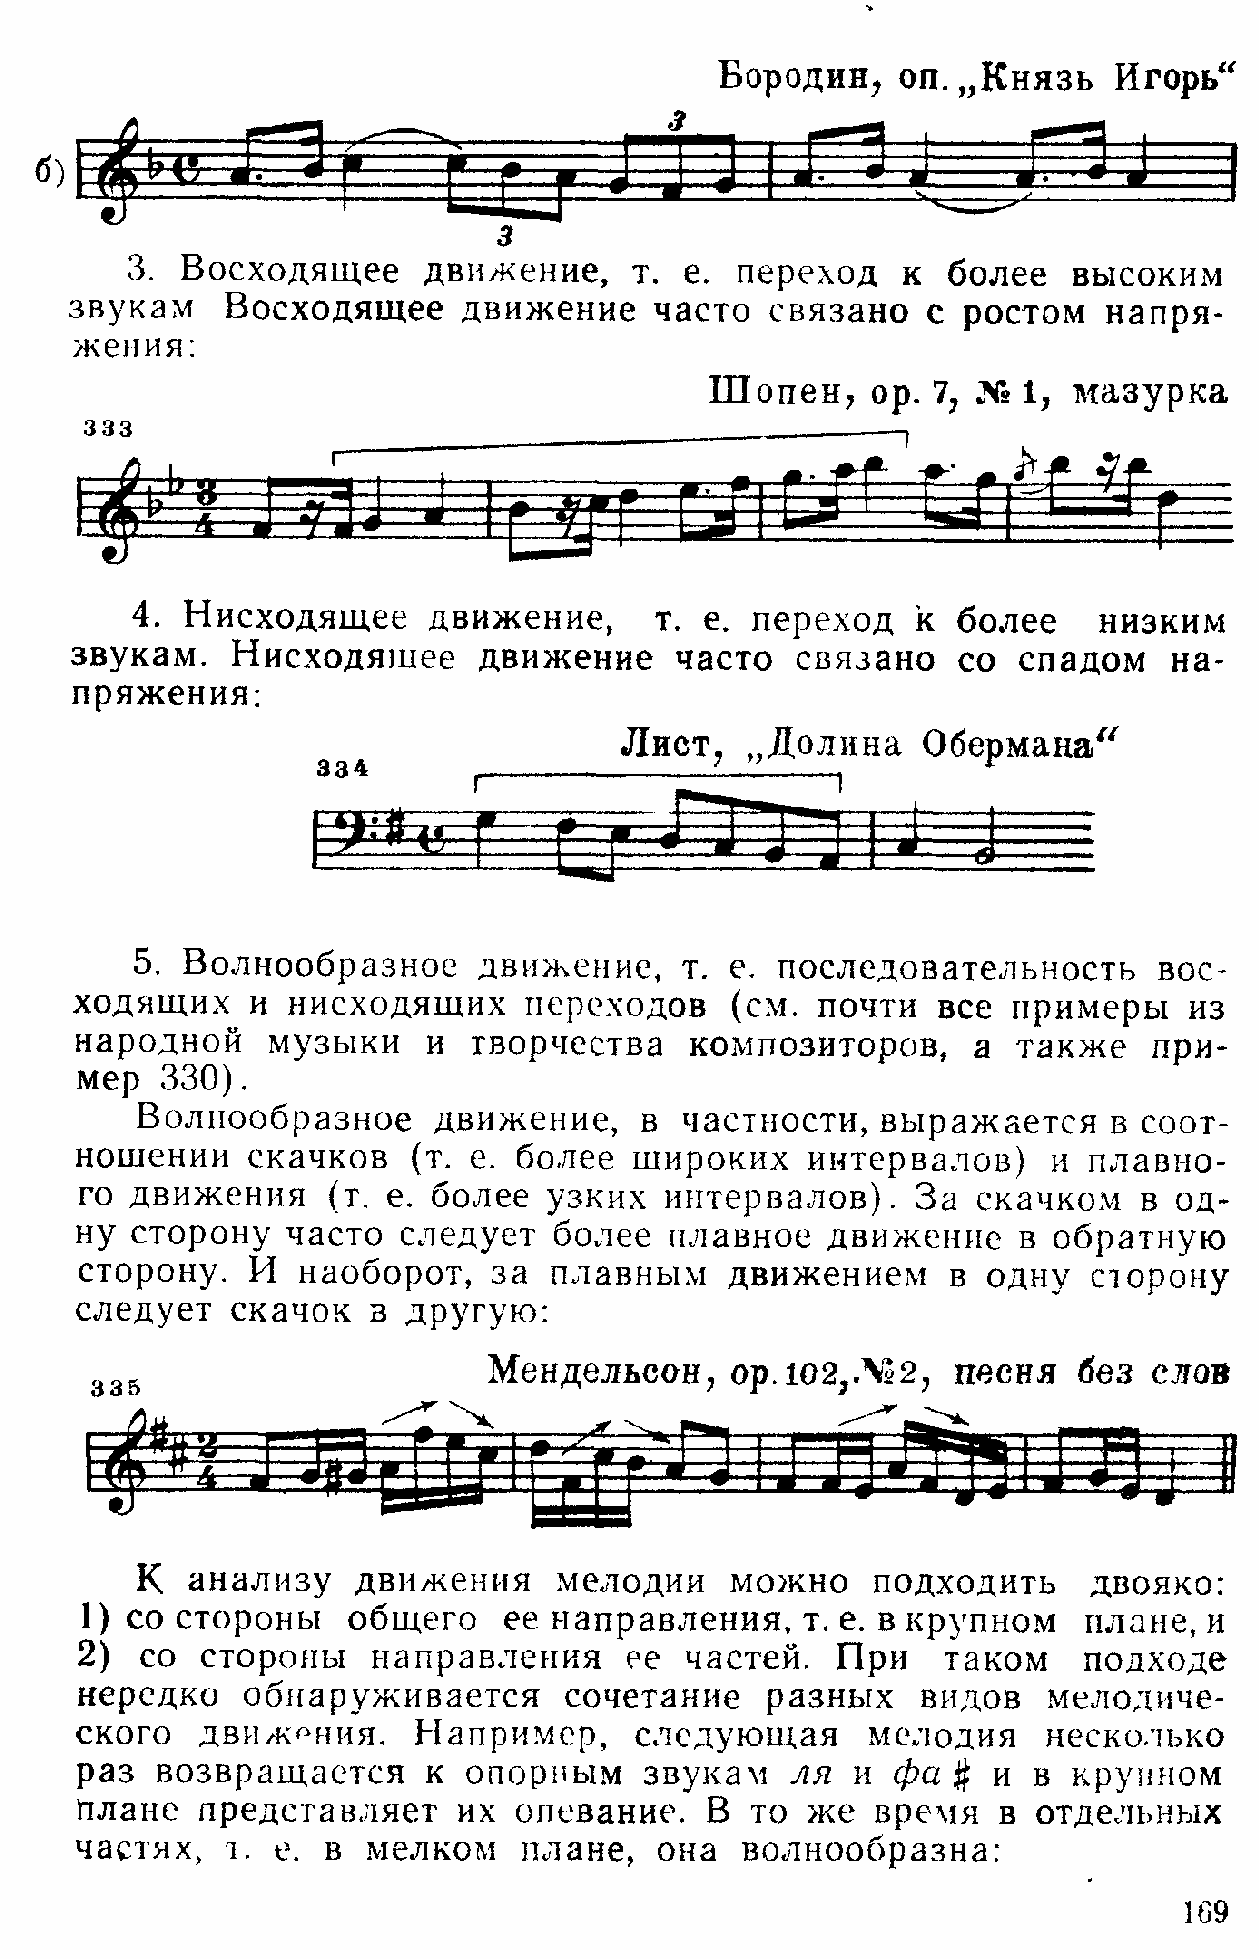 Бородин, оп. „Князь Игорь“
3
б)
3
3. Восходящее движение, т. е. переход к более высоким
звукам Восходящее движение часто связано с ростом напря-
жения:
Шопен, ор. 7, № 1, мазурка
333
3
4
4. Нисходящее движение, т. е. переход к более низким
звукам. Нисходящее движение часто связано со спадом на-
пряжения:
Лист, „Долина Обермана“
334
5. Волнообразное движение, т. е. последовательность вос-
ходящих и нисходящих переходов (см. почти все примеры из
народной музыки и творчества композиторов, а также при-
мер 330).
Волнообразное движение, в частности, выражается в соот-
ношении скачков (т. е. более широких интервалов) и плавно-
го движения (т. е. более узких интервалов). За скачком в од-
ну сторону часто следует более плавное движение в обратную
сторону. И наоборот, за плавным движением в одну сторону
следует скачок в другую:
Мендельсон, ор. 102, № 2, песня без слов
335
2
4
К анализу движения мелодии можно подходить двояко:
1) со стороны общего ее направления, т. е. в крупном плане, и
2) со стороны направления ее частей. При таком подходе
нередко обнаруживается сочетание разных видов мелодиче-
ского движения. Например, следующая мелодия несколько
раз возвращается к опорным звукам ля и фа ♯ и в крупном
плане представляет их опевание. В то же время в отдельных
частях, т. е. в мелком плане, она волнообразна:
169